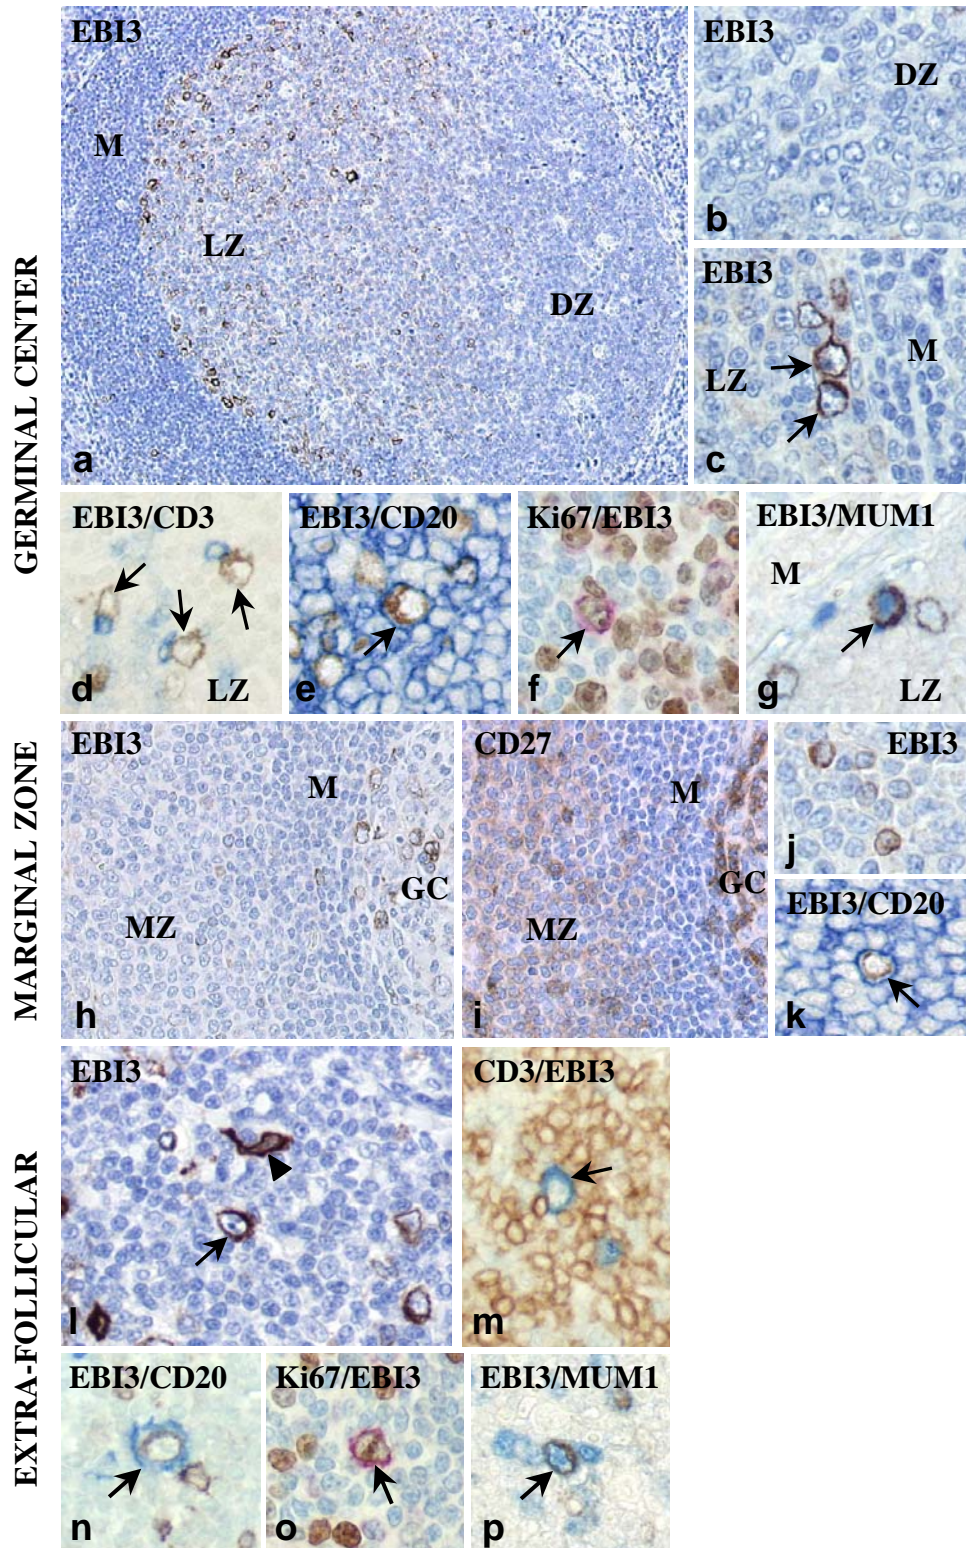 GERMINAL CENTER
EBI3
M
LZ
DZ
a
EBI3
DZ
b
EBI3
LZ
M
c
EBI3/CD3
LZ
d
EBI3/CD20
e
Ki67/EBI3
f
EBI3/MUM1
M
LZ
g
MARGINAL ZONE
EBI3
M
GC
MZ
h
CD27
M
GC
MZ
i
EBI3
j
EBI3/CD20
k
EXTRA-FOLLICULAR
EBI3
l
CD3/EBI3
m
EBI3/CD20
n
Ki67/EBI3
o
EBI3/MUM1
p